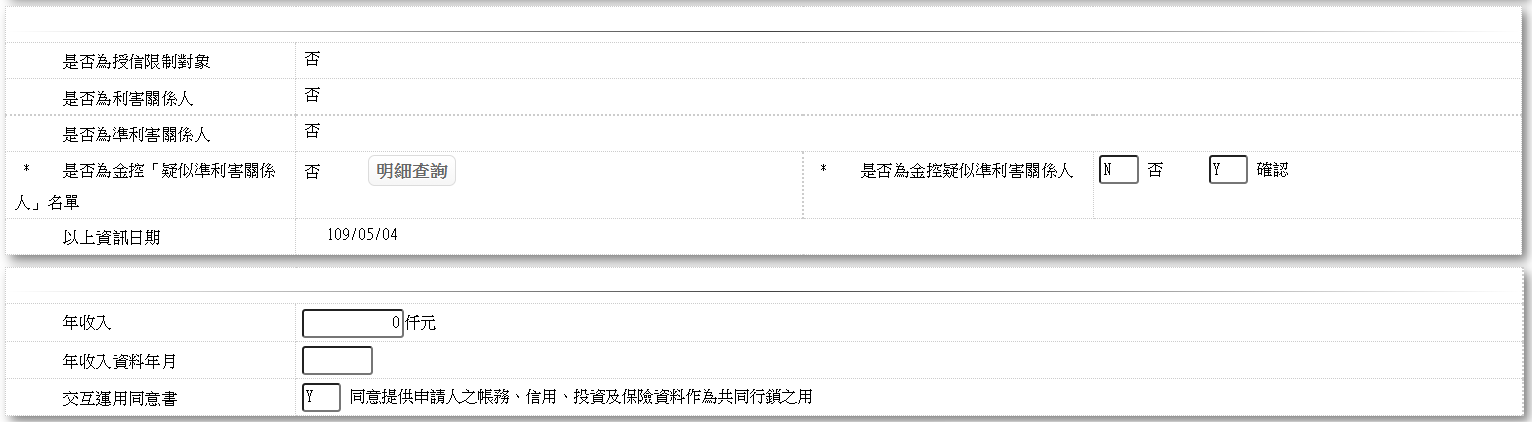 是否為授信限制對象 否
是否為利害關係人 否
是否為準利害關係人 否
* 是否為金控「疑似準利害關係人」名單 否 明細查詢 * 是否為金控疑似準利害關係人 N 否 Y 確認
以上資訊日期 109/05/04
年收入 0 仟元
年收入資料年月
交互運用同意書 Y 同意提供申請人之帳務、信用、投資及保險資料作為共同行銷之用